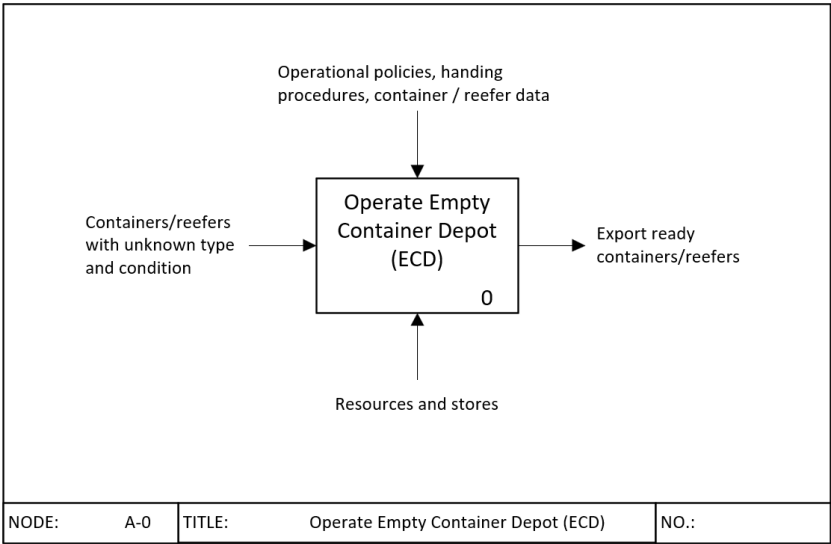 Operational policies, handing
procedures, container / reefer data
Containers/reefers
with unknown type
and condition
Operate Empty
Container Depot
(ECD)
0
Export ready
containers/reefers
Resources and stores
NODE: A-0 TITLE: Operate Empty Container Depot (ECD) NO.: